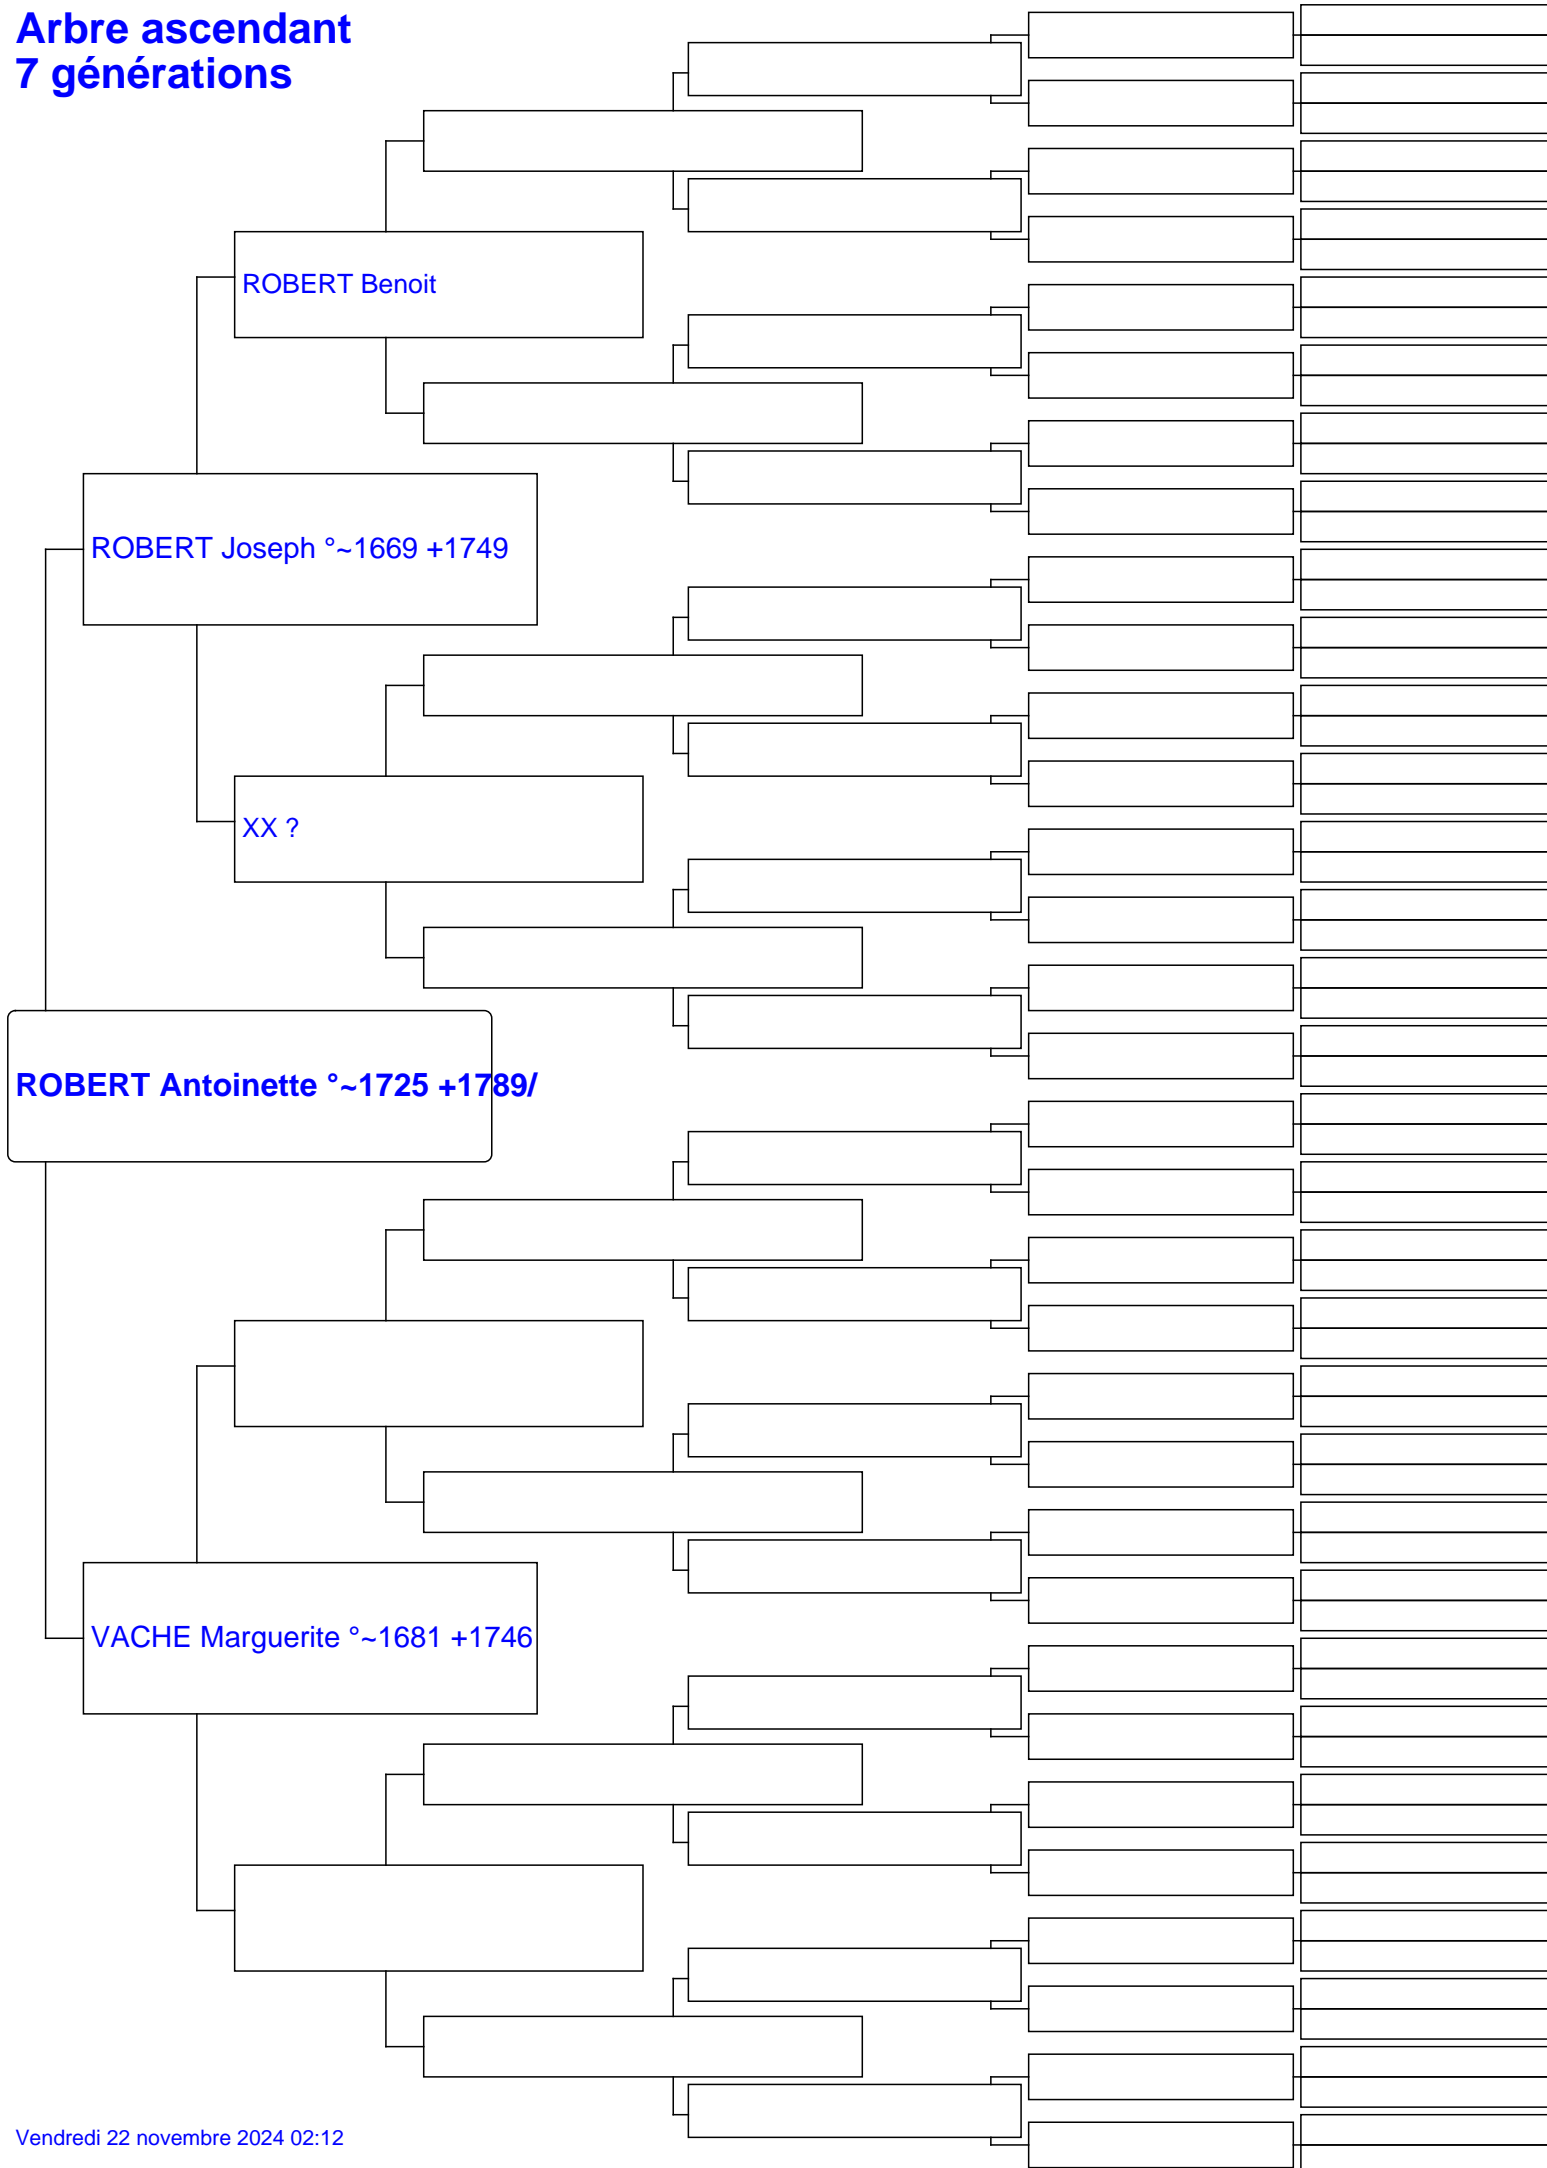 Arbre ascendant
7 générations
ROBERT Benoit
ROBERT Joseph °~1669 +1749
XX ?
ROBERT Antoinette °~1725 +1789/
VACHE Marguerite °~1681 +1746
Vendredi 22 novembre 2024 02:12